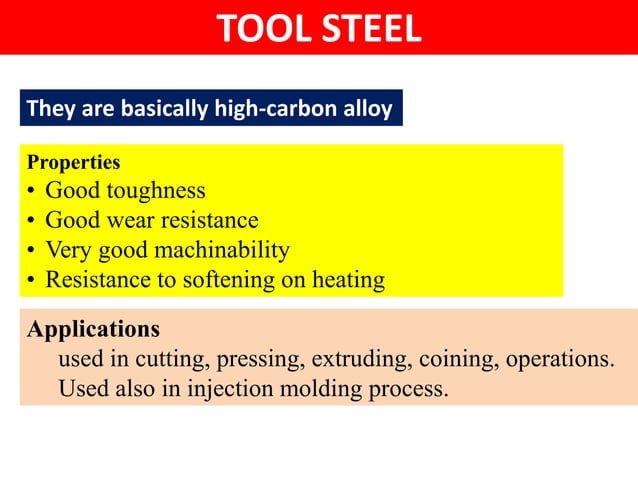 TOOL STEEL
They are basically high-carbon alloy
Properties
• Good toughness
• Good wear resistance
• Very good machinability
• Resistance to softening on heating
Applications
used in cutting, pressing, extruding, coining, operations.
Used also in injection molding process.